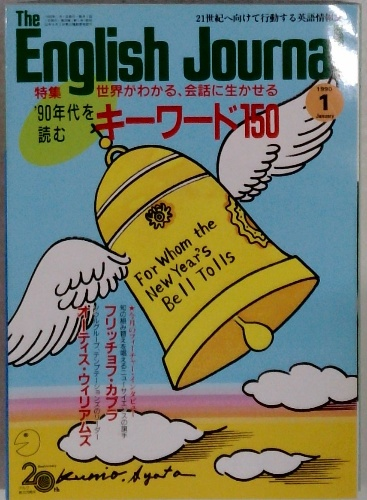 21世紀へ向けて行動する英語情報
The
English Journal
特集
世界がわかる、会話に生かせる
'90年代を
読む
キーワード150
1990
1
January
For Whom the
New Year's
Bell Tolls
フリッチョフ・カプラ
オーティス・ウィリアムズ
20th